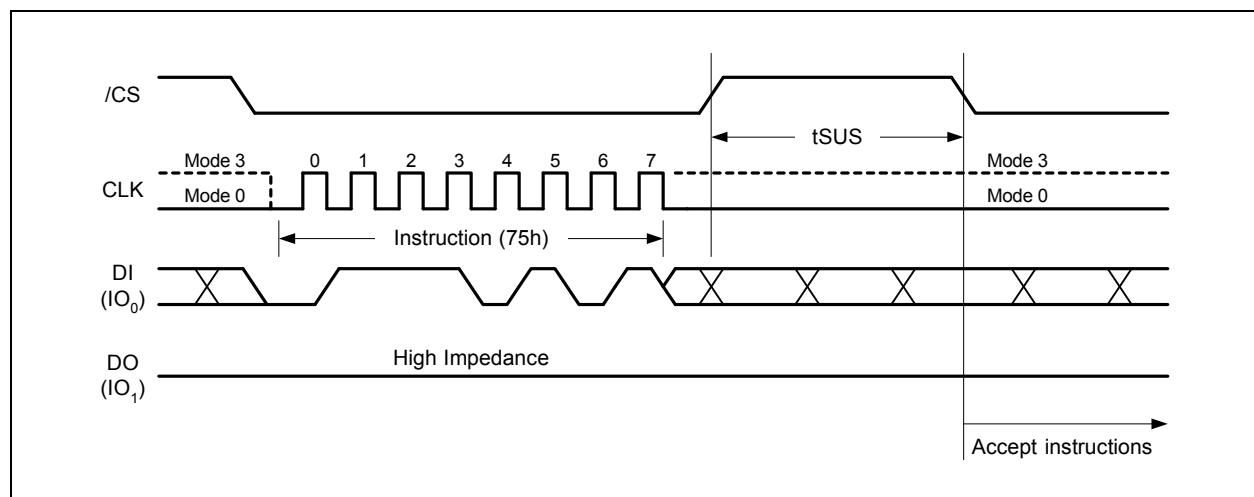 /CS
tSUS
Mode 3
0 1 2 3 4 5 6 7
Mode 3
CLK
Mode 0
Mode 0
Instruction (75h)
DI
(IO0)
High Impedance
DO
(IO1)
Accept instructions